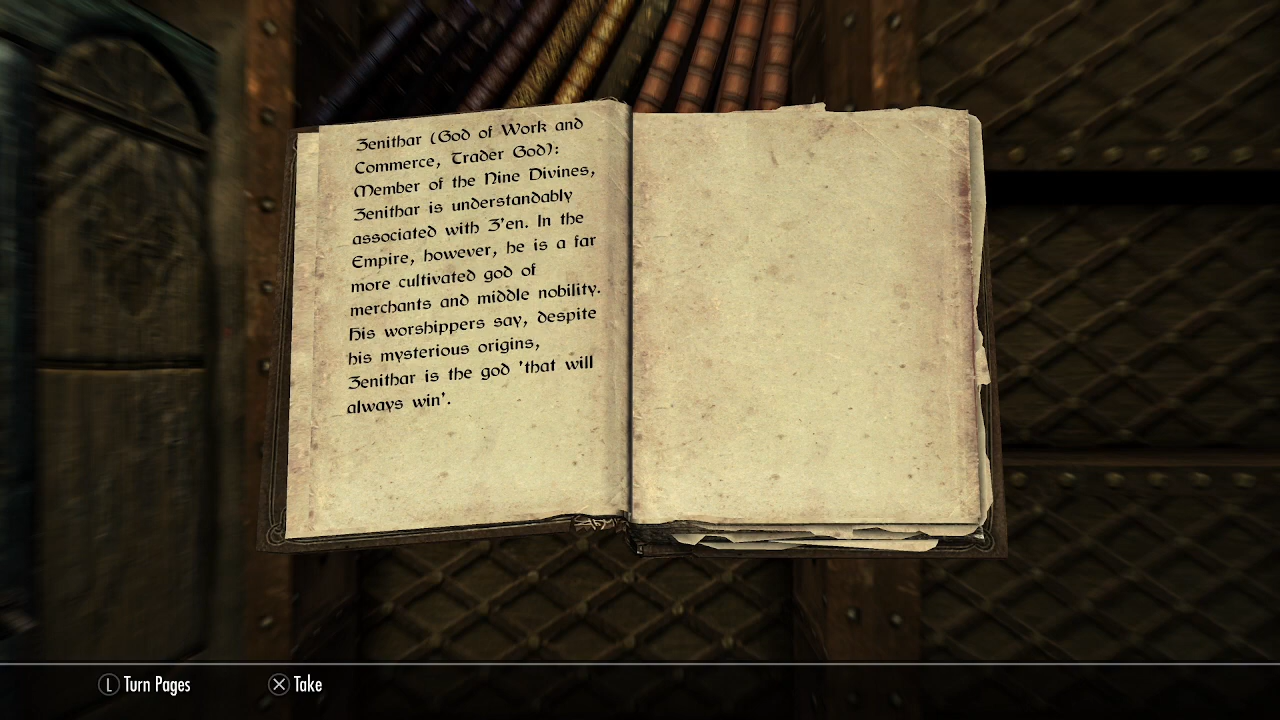 Zenithar (God of Work and
Commerce, Trader God):
Member of the Nine Divines,
Zenithar is understandably
associated with Z'en. In the
Empire, however, he is a far
more cultivated god of
merchants and middle nobility.
His worshippers say, despite
his mysterious origins,
Zenithar is the god 'that will
always win'.
L Turn Pages
X Take